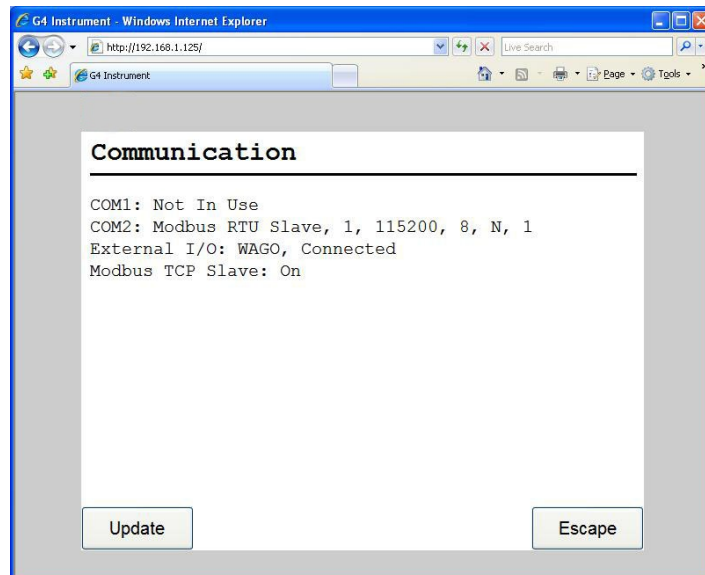 G4 Instrument - Windows Internet Explorer
http://192.168.1.125/
Live Search
G4 Instrument
Page
Tools
Communication
COM1: Not In Use
COM2: Modbus RTU Slave, 1, 115200, 8, N, 1
External I/O: WAGO, Connected
Modbus TCP Slave: On
Update
Escape